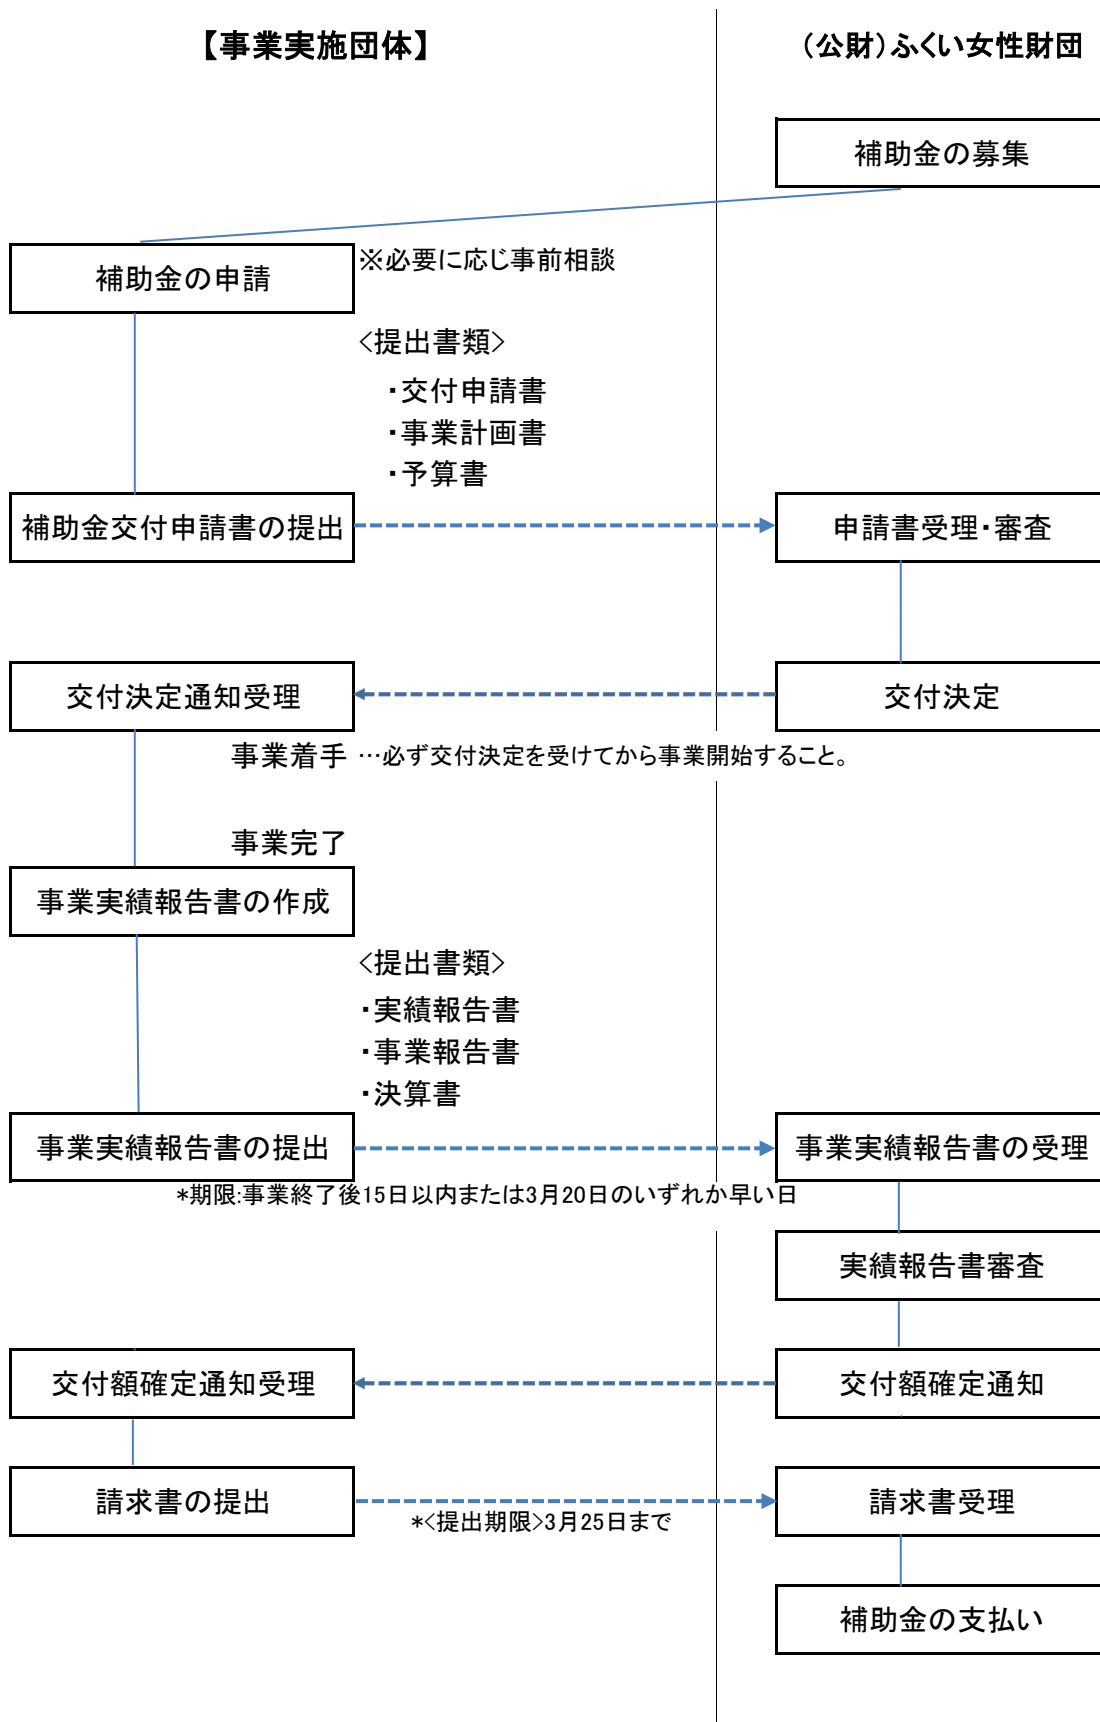 【事業実施団体】
（公財）ふくい女性財団
補助金の募集
補助金の申請
※必要に応じ事前相談
<提出書類>
・交付申請書
・事業計画書
・予算書
補助金交付申請書の提出
申請書受理・審査
交付決定通知受理
交付決定
事業着手 …必ず交付決定を受けてから事業開始すること。
事業完了
事業実績報告書の作成
<提出書類>
・実績報告書
・事業報告書
・決算書
事業実績報告書の提出
事業実績報告書の受理
*期限:事業終了後15日以内または3月20日のいずれか早い日
実績報告書審査
交付額確定通知受理
交付額確定通知
請求書の提出
請求書受理
*<提出期限>3月25日まで
補助金の支払い